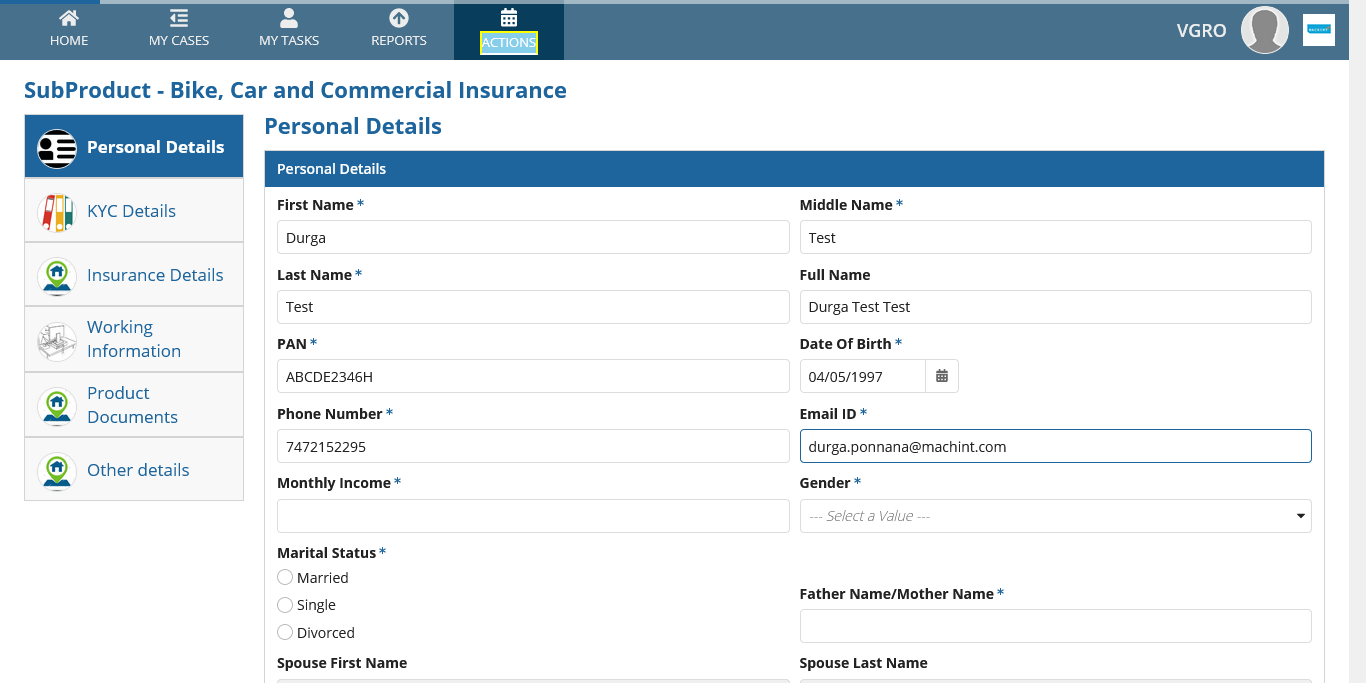 HOME
MY CASES
MY TASKS
REPORTS
ACTIONS
VGRO
MACHINT
SubProduct - Bike, Car and Commercial Insurance
Personal Details
KYC Details
Insurance Details
Working
Information
Product
Documents
Other details
Personal Details
Personal Details
First Name *
Middle Name *
Durga
Test
Last Name *
Full Name
Test
Durga Test Test
PAN *
Date Of Birth *
ABCDE2346H
04/05/1997
Phone Number *
Email ID *
7472152295
durga.ponnana@machint.com
Monthly Income *
Gender *
--- Select a Value ---
Marital Status *
Married
Single
Divorced
Father Name/Mother Name *
Spouse First Name
Spouse Last Name